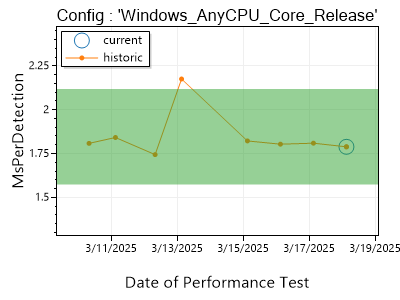 Config : 'Windows_AnyCPU_Core_Release'
current
historic
2.25
2
1.75
1.5
MsPerDetection
3/11/2025 3/13/2025 3/15/2025 3/17/2025 3/19/2025
Date of Performance Test